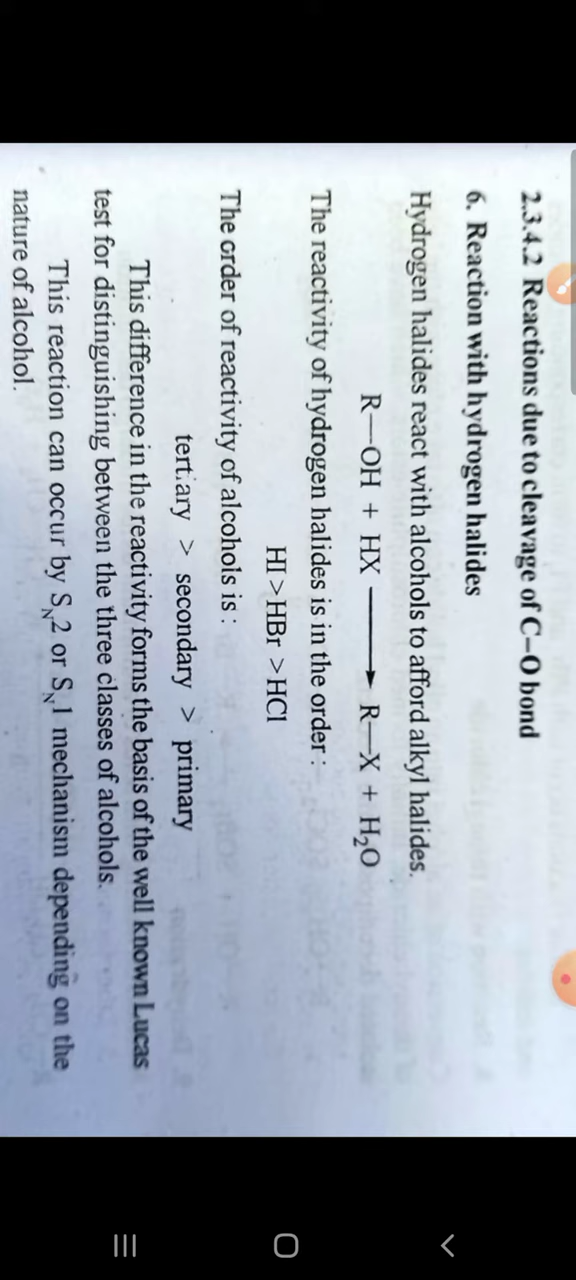 2.3.4.2 Reactions due to cleavage of C–O bond
6. Reaction with hydrogen halides
Hydrogen halides react with alcohols to afford alkyl halides.
R—OH + HX ⟶ R—X + H₂O
The reactivity of hydrogen halides is in the order :
HI > HBr > HCl
The order of reactivity of alcohols is :
tertiary > secondary > primary
This difference in the reactivity forms the basis of the well known Lucas
test for distinguishing between the three classes of alcohols.
This reaction can occur by S_N2 or S_N1 mechanism depending on the
nature of alcohol.